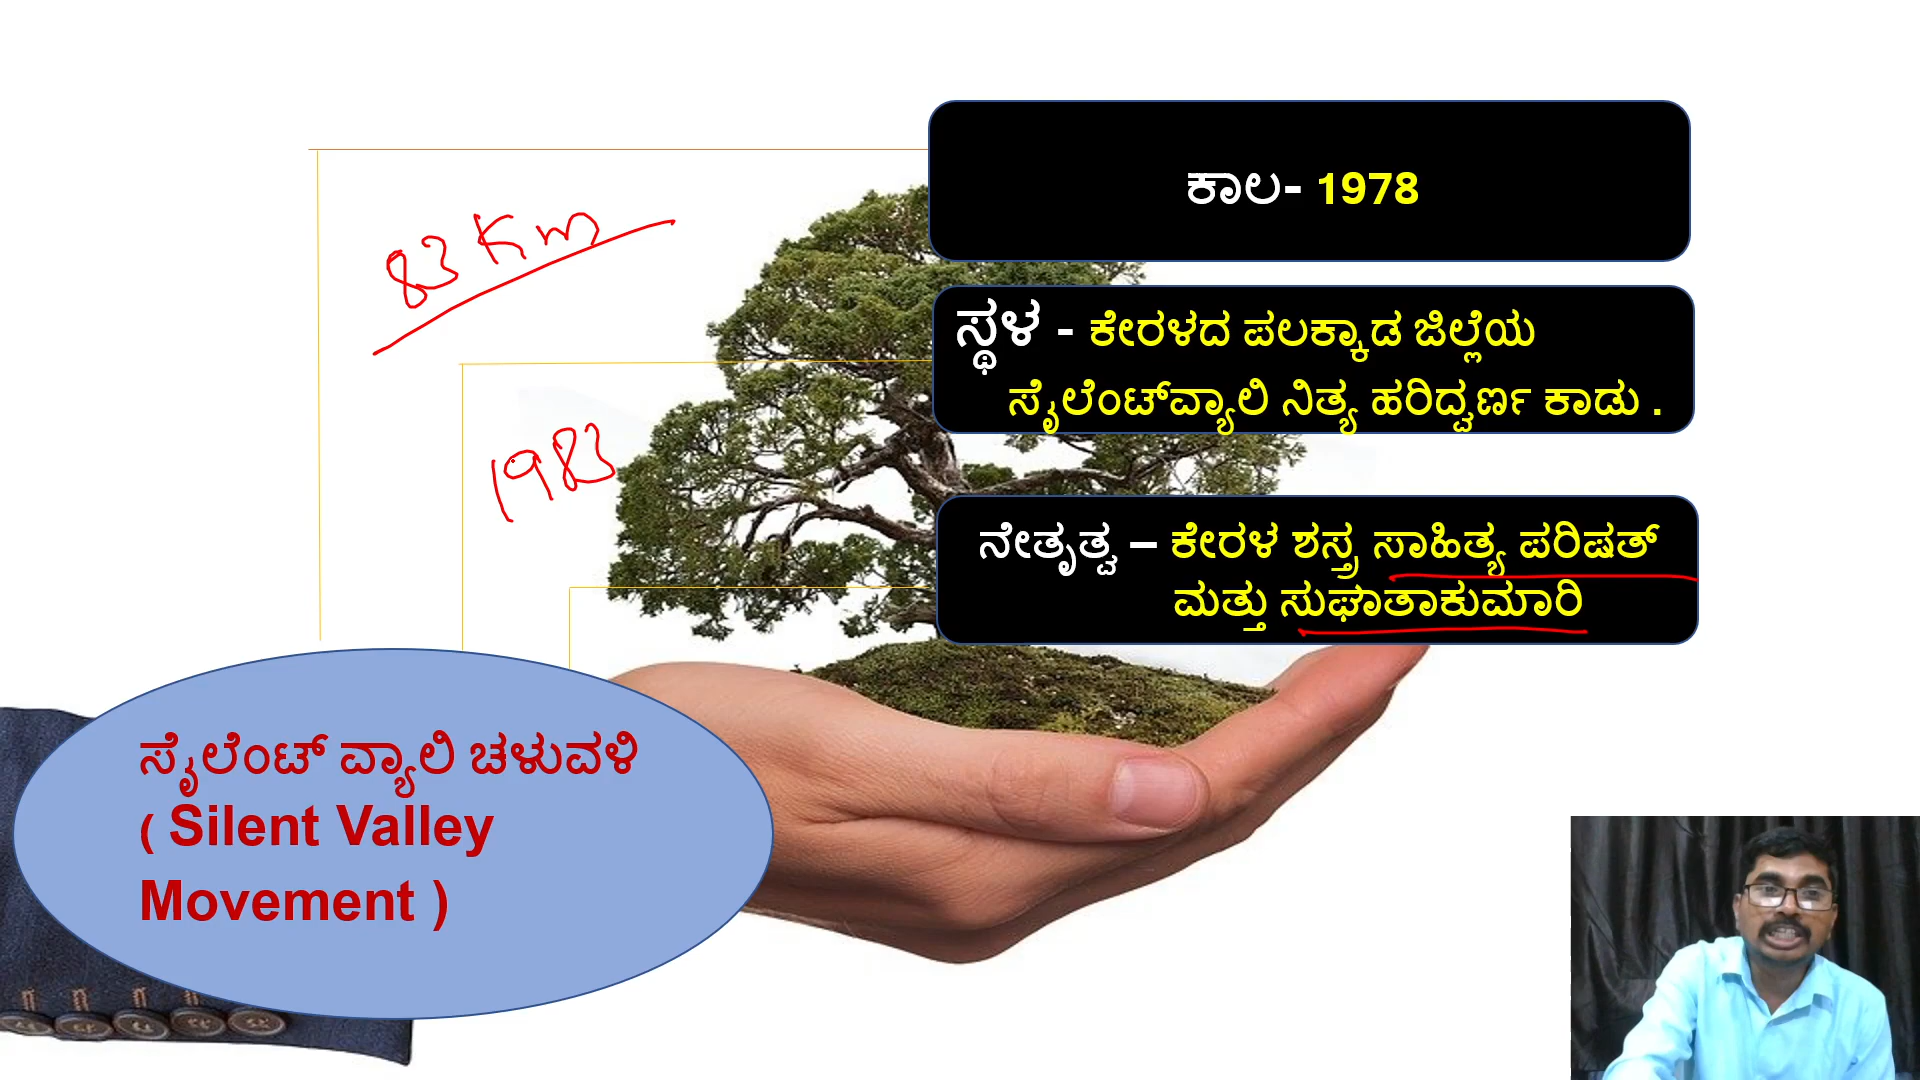 ಕಾಲ- 1978
83 Km
ಸ್ಥಳ - ಕೇರಳದ ಪಲಕ್ಕಾಡ ಜಿಲ್ಲೆಯ
ಸೈಲೆಂಟ್‌ವ್ಯಾಲಿ ನಿತ್ಯ ಹರಿದ್ವರ್ಣ ಕಾಡು .
1983
ನೇತೃತ್ವ – ಕೇರಳ ಶಸ್ತ್ರ ಸಾಹಿತ್ಯ ಪರಿಷತ್
ಮತ್ತು ಸುಘಾತಾಕುಮಾರಿ
ಸೈಲೆಂಟ್ ವ್ಯಾಲಿ ಚಳುವಳಿ
( Silent Valley
Movement )